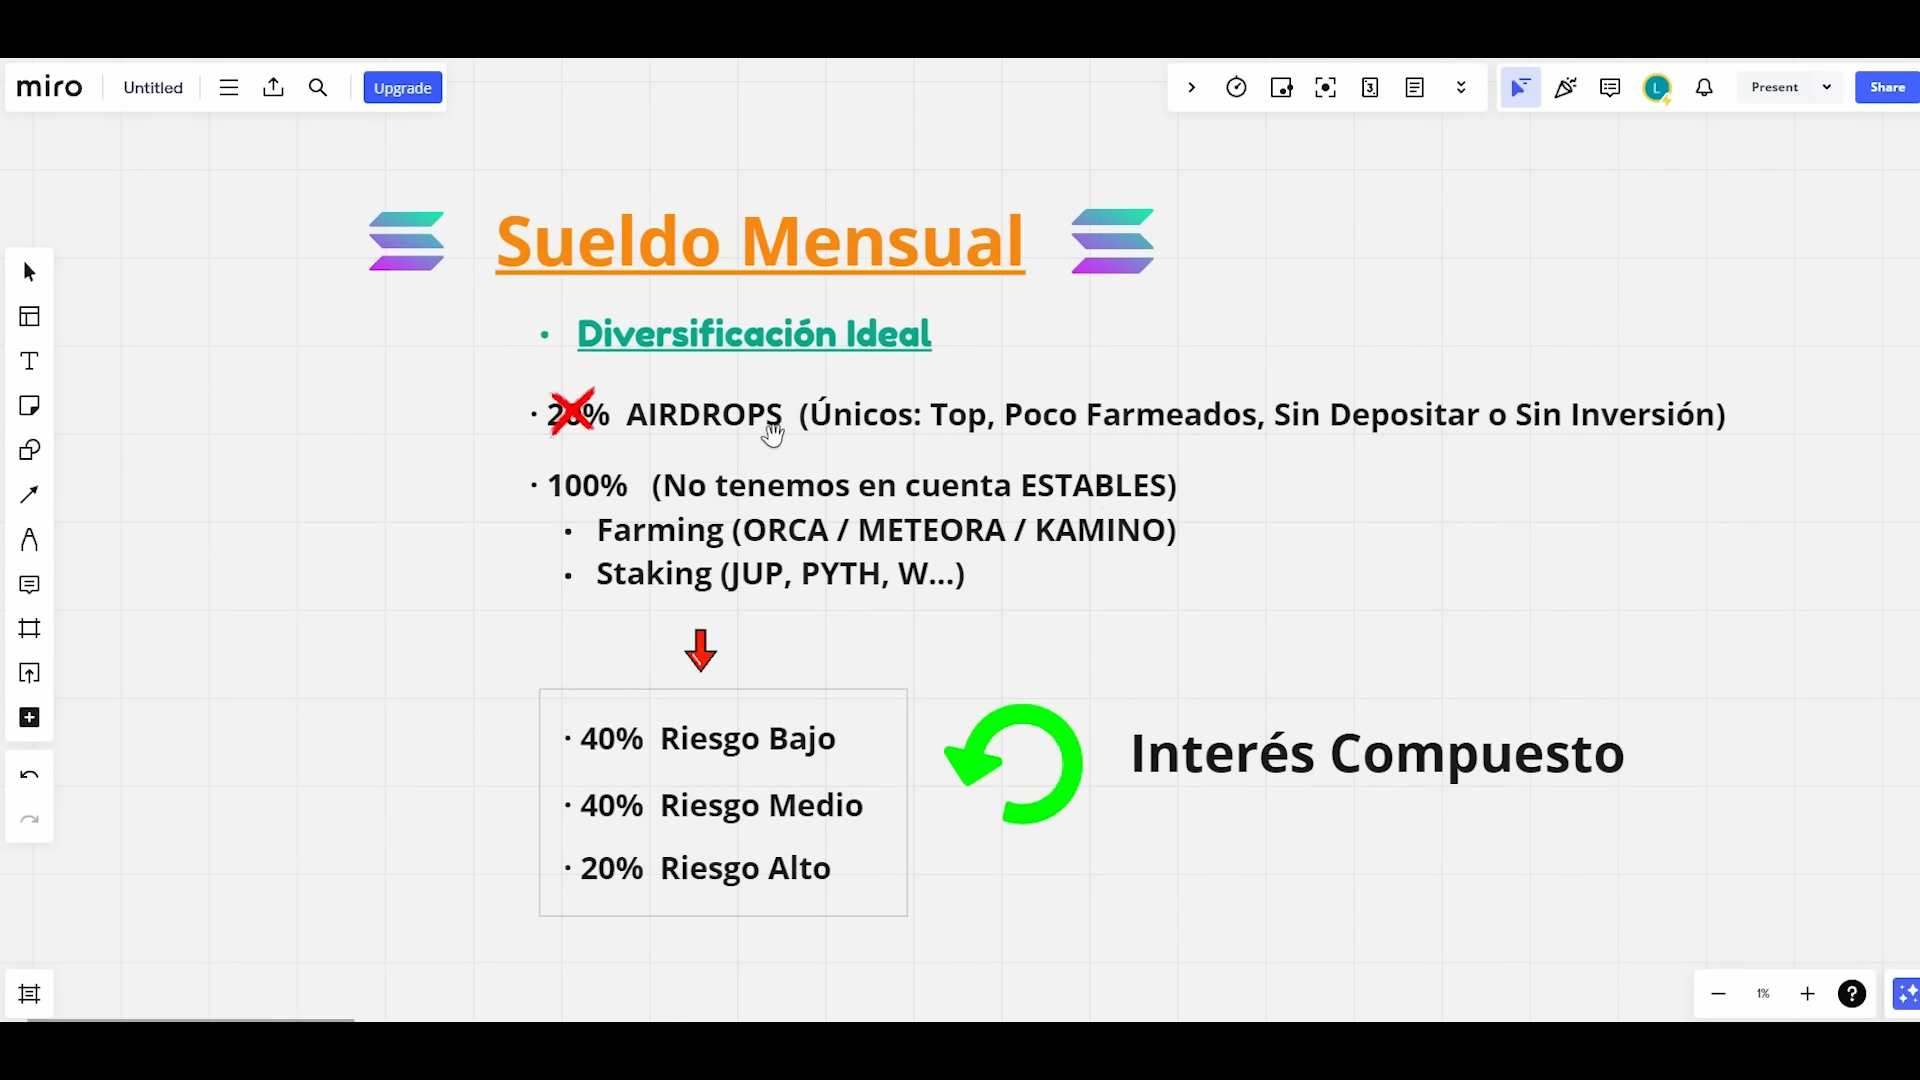 miro Untitled Upgrade Present Share
L
Sueldo Mensual
· Diversificación Ideal
· 20% AIRDROPS (Únicos: Top, Poco Farmeados, Sin Depositar o Sin Inversión)
· 100% (No tenemos en cuenta ESTABLES)
· Farming (ORCA / METEORA / KAMINO)
· Staking (JUP, PYTH, W...)
· 40% Riesgo Bajo
· 40% Riesgo Medio
· 20% Riesgo Alto
Interés Compuesto
1%